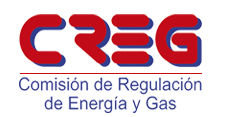 CREG
Comisión de Regulación
de Energía y Gas